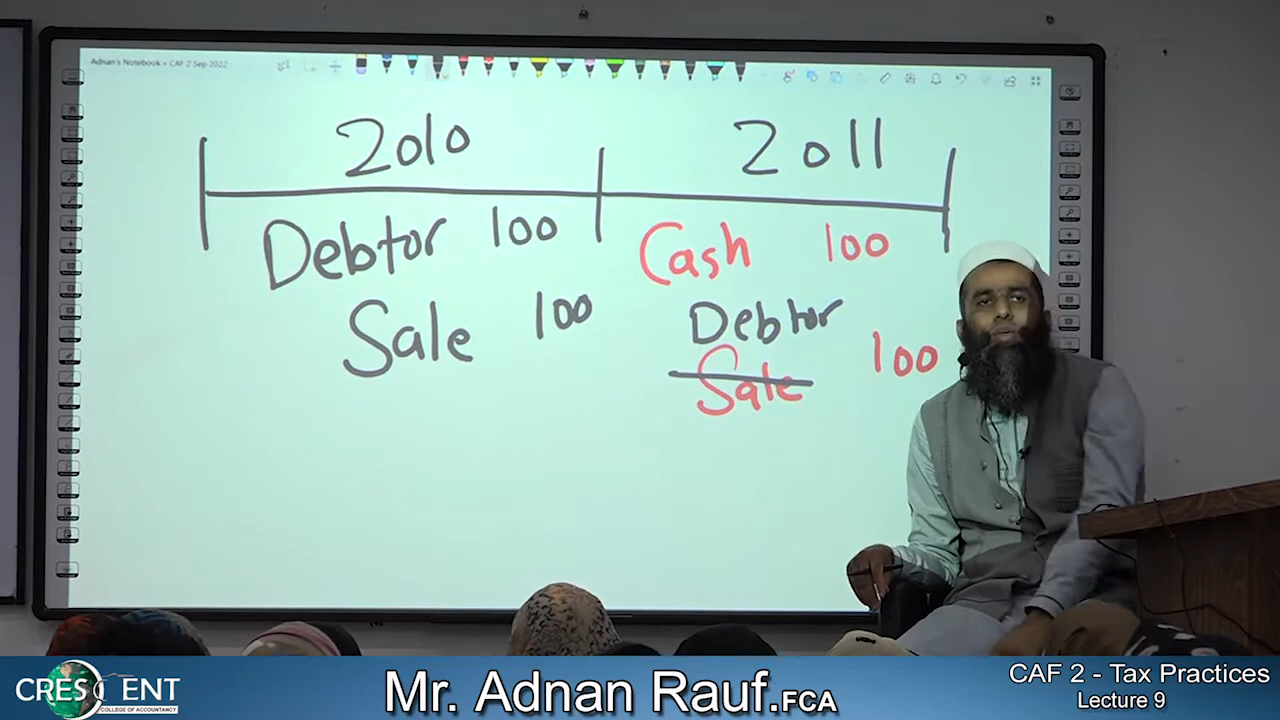 Adnan's Notebook » CAF 2 Sep 2022
2010 2011
Debtor 100 Cash 100
Sale 100 Debtor
Sale 100
CRESCENT
COLLEGE OF ACCOUNTANCY
Mr. Adnan Rauf.FCA
CAF 2 - Tax Practices
Lecture 9